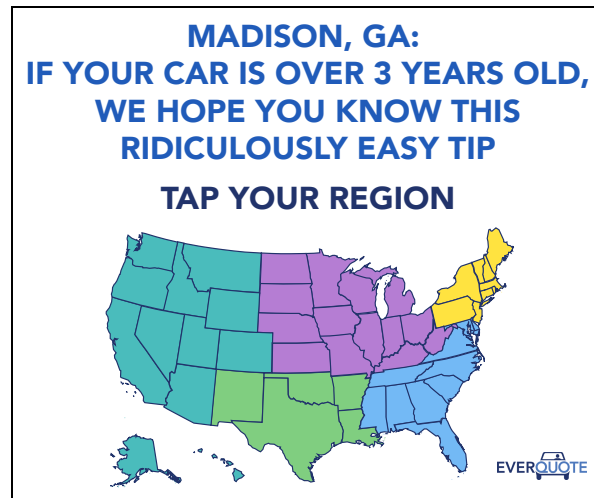 MADISON, GA:
IF YOUR CAR IS OVER 3 YEARS OLD,
WE HOPE YOU KNOW THIS
RIDICULOUSLY EASY TIP
TAP YOUR REGION
EVERQUOTE